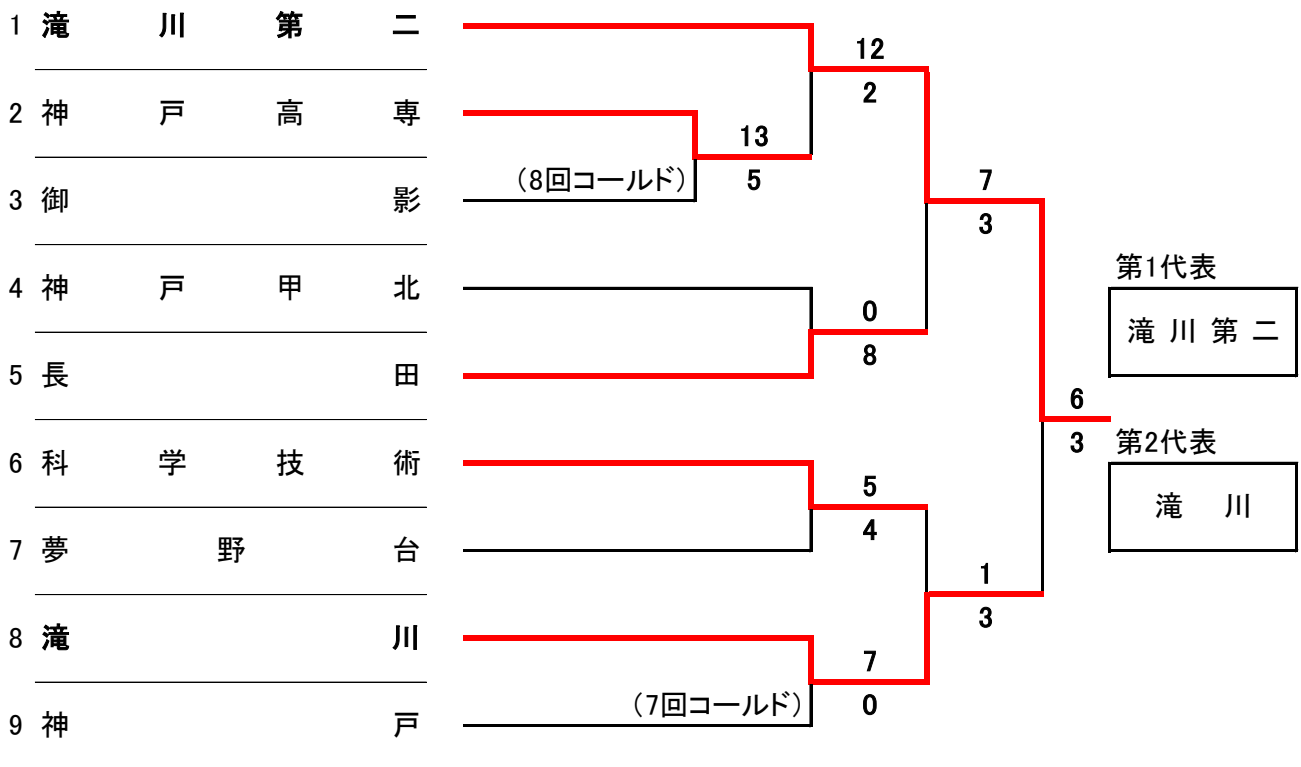 1 滝川第二
12
2
2 神戸高専
13
(8回コールド) 5
3 御影
7
3
4 神戸甲北
0
8
5 長田
第1代表
滝川第二
6
3
第2代表
滝川
6 科学技術
5
4
7 夢野台
1
3
8 滝川
7
(7回コールド) 0
9 神戸